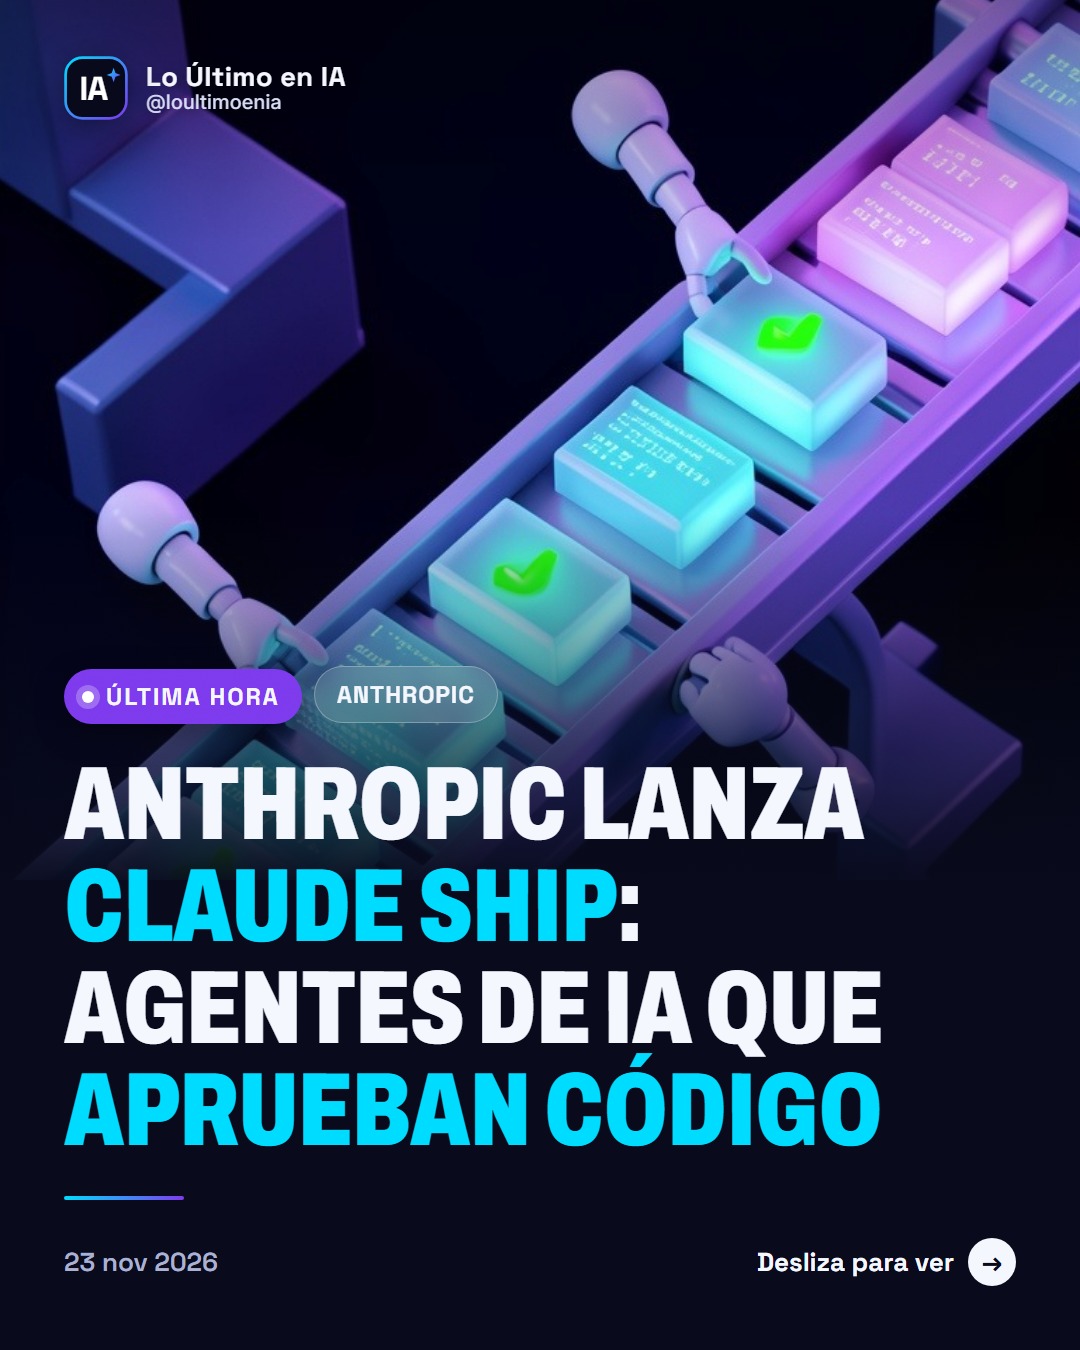 IA
Lo Último en IA
@loultimoenia
ÚLTIMA HORA
ANTHROPIC
ANTHROPIC LANZA
CLAUDE SHIP:
AGENTES DE IA QUE
APRUEBAN CÓDIGO
23 nov 2026
Desliza para ver →